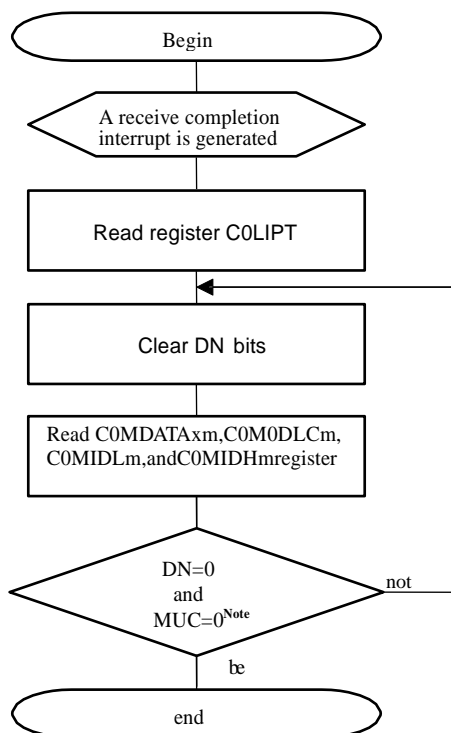 Begin
A receive completion
interrupt is generated
Read register C0LIPT
Clear DN bits
Read C0MDATAxm,C0M0DLCm,
C0MIDLm,andC0MIDHmregister
DN=0
and
MUC=0Note
not
be
end